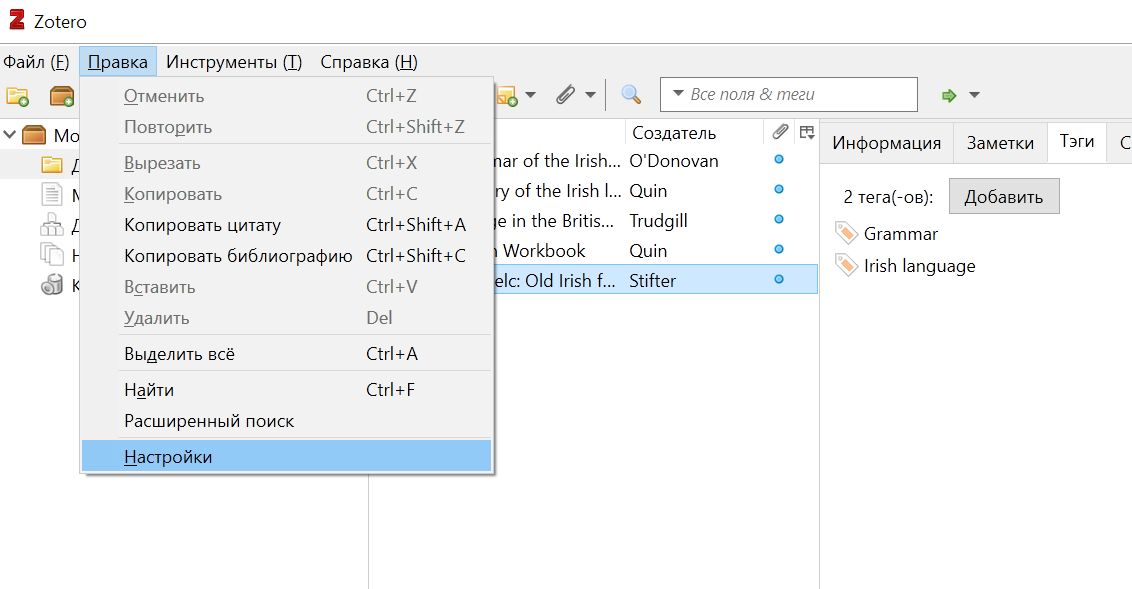 Zotero
Файл (F) Правка Инструменты (T) Справка (H)
Отменить Ctrl+Z
Повторить Ctrl+Shift+Z
Вырезать Ctrl+X
Копировать Ctrl+C
Копировать цитату Ctrl+Shift+A
Копировать библиографию Ctrl+Shift+C
Вставить Ctrl+V
Удалить Del
Выделить всё Ctrl+A
Найти Ctrl+F
Расширенный поиск
Настройки
Все поля & теги
Создатель
mar of the Irish... O'Donovan
ry of the Irish l... Quin
e in the Britis... Trudgill
Workbook Quin
elc: Old Irish f... Stifter
Информация Заметки Тэги С
2 тега(-ов): Добавить
Grammar
Irish language